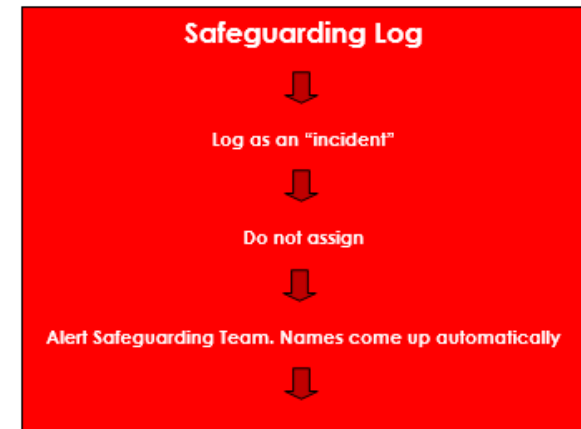 Safeguarding Log
Log as an “incident”
Do not assign
Alert Safeguarding Team. Names come up automatically